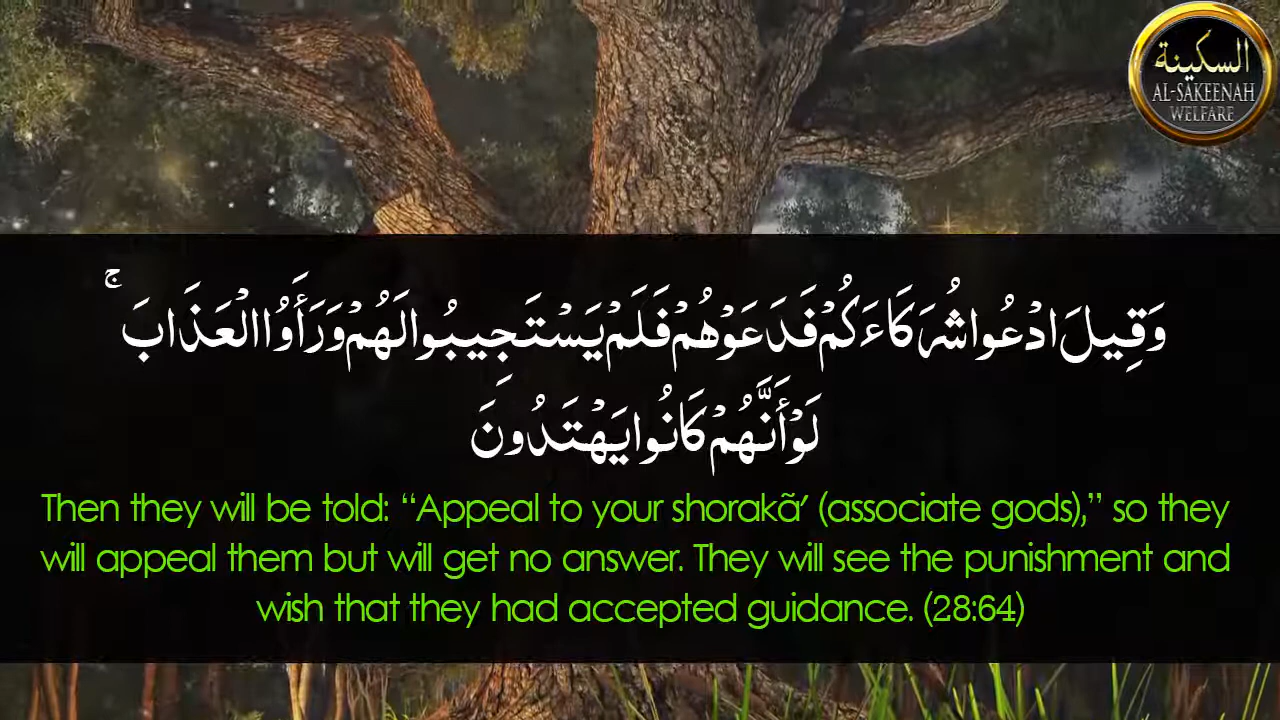 السكينة
AL-SAKEENAH
WELFARE
وَقِيلَ ادْعُوا شُرَكَاءَكُمْ فَدَعَوْهُمْ فَلَمْ يَسْتَجِيبُوا لَهُمْ وَرَأَوُا الْعَذَابَ ۚ
لَوْ أَنَّهُمْ كَانُوا يَهْتَدُونَ
Then they will be told: “Appeal to your shorakã’ (associate gods),” so they
will appeal them but will get no answer. They will see the punishment and
wish that they had accepted guidance. (28:64)